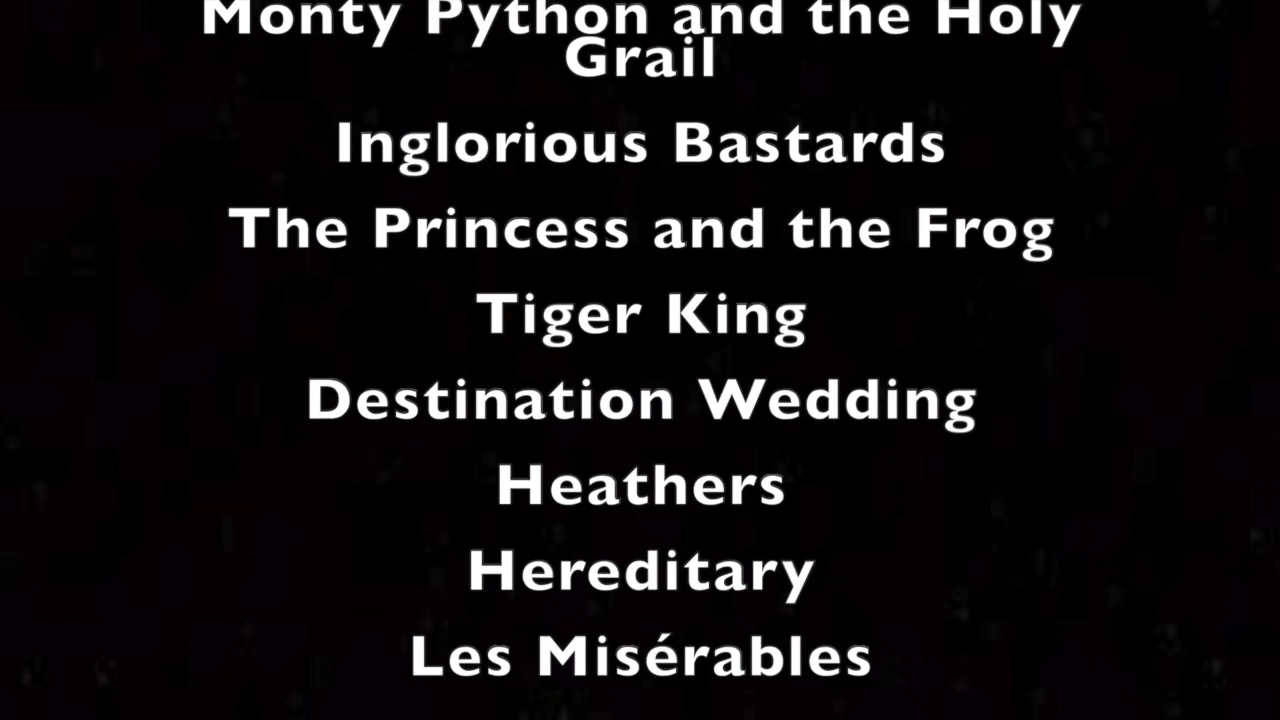 Monty Python and the Holy
Grail
Inglorious Bastards
The Princess and the Frog
Tiger King
Destination Wedding
Heathers
Hereditary
Les Misérables